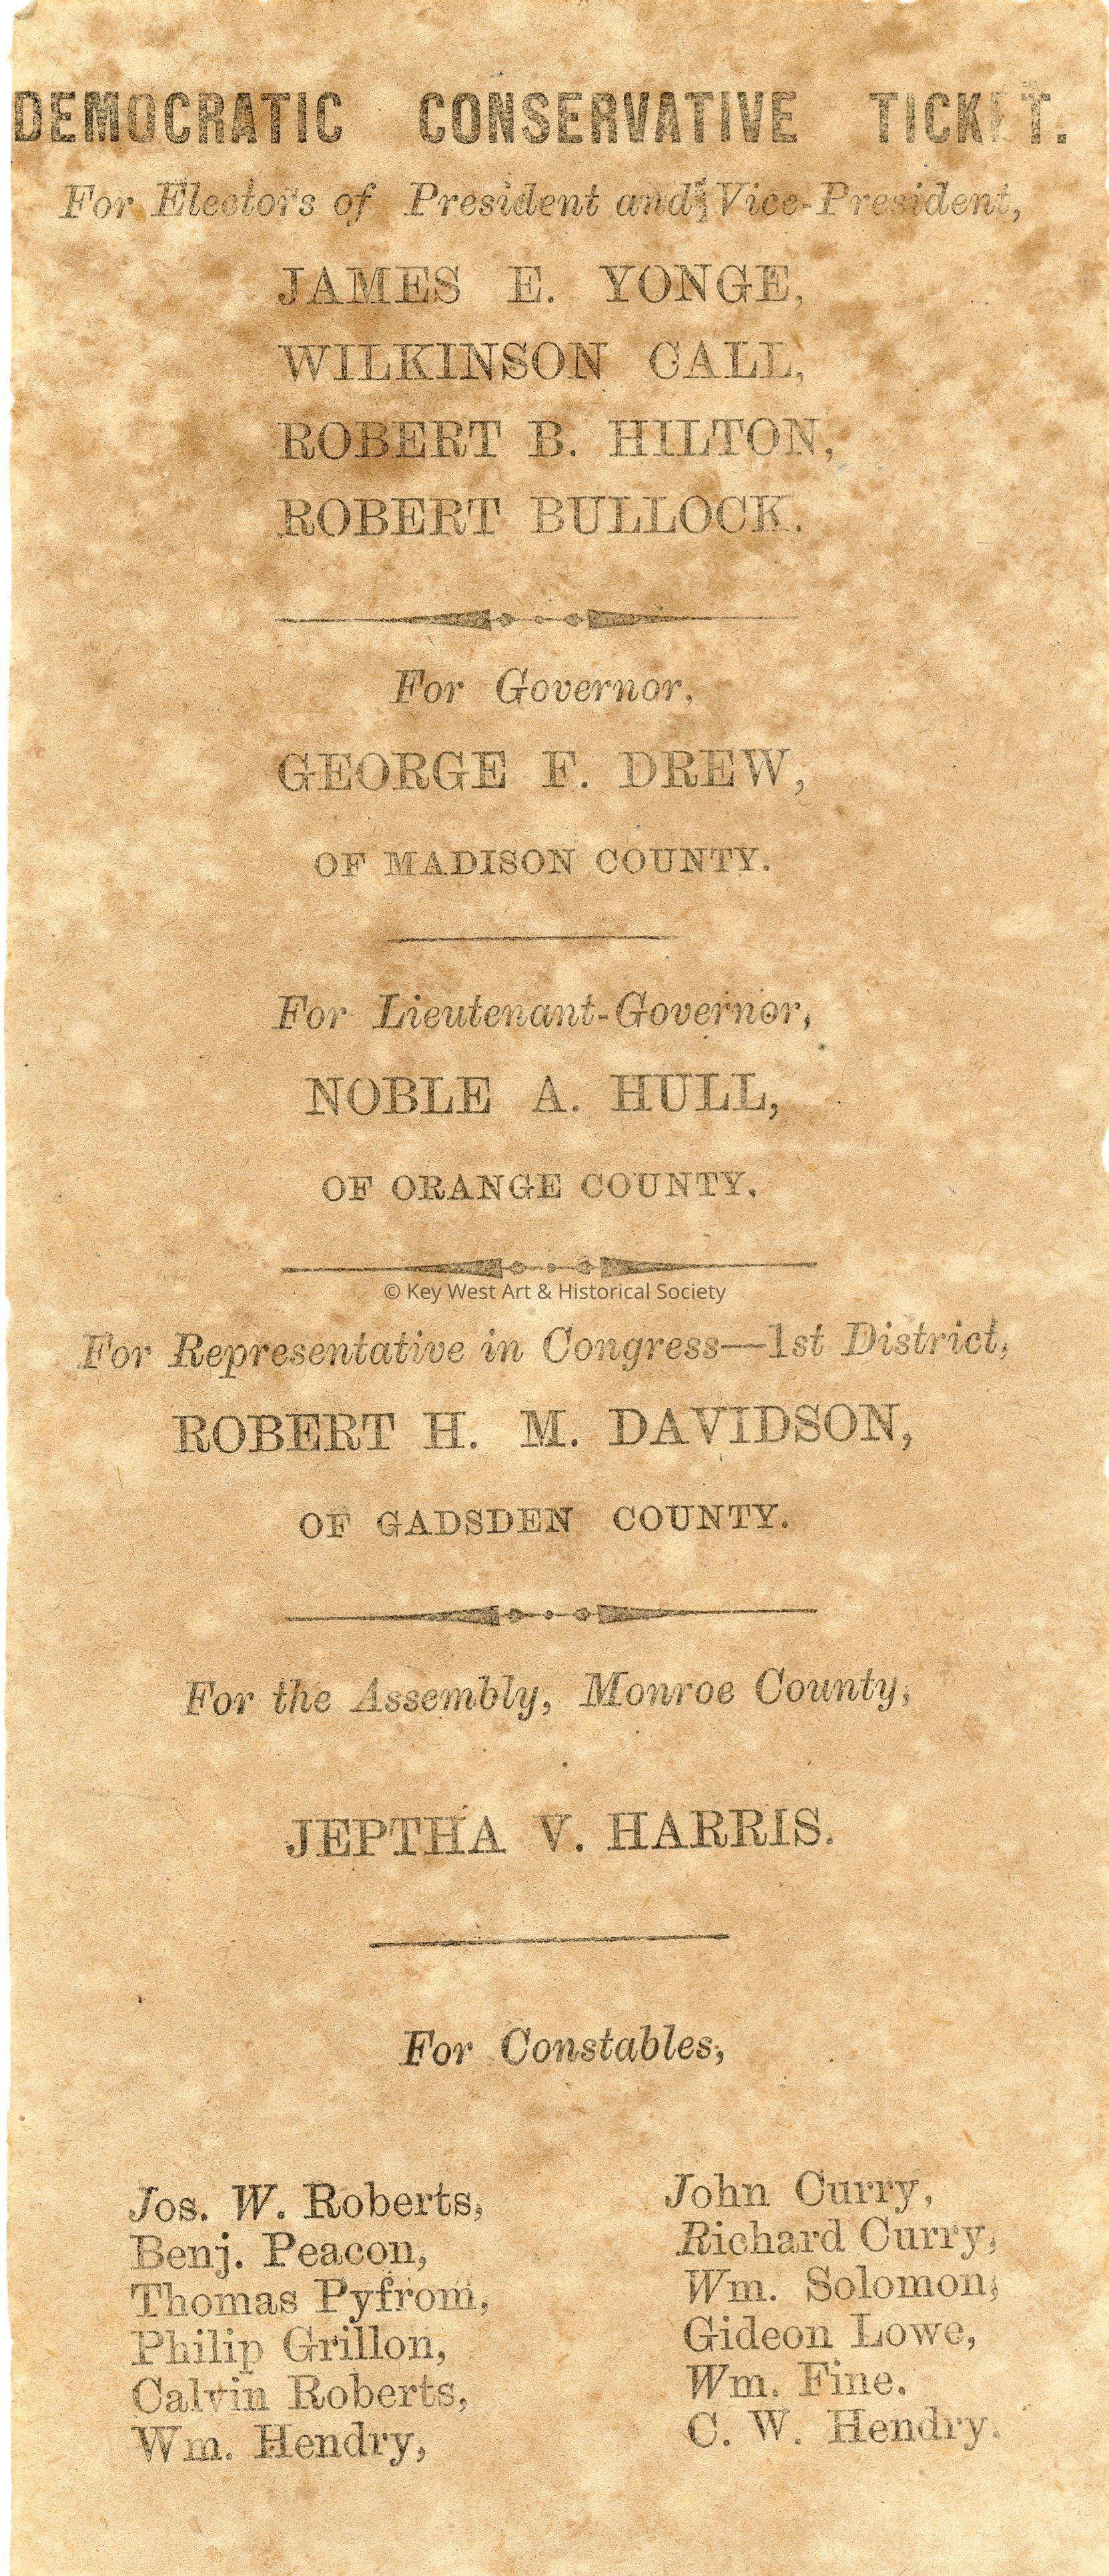 DEMOCRATIC CONSERVATIVE TICKET.
For Electors of President and Vice-President,
JAMES E. YONGE,
WILKINSON CALL,
ROBERT B. HILTON,
ROBERT BULLOCK.
For Governor,
GEORGE F. DREW,
OF MADISON COUNTY.
For Lieutenant-Governor,
NOBLE A. HULL,
OF ORANGE COUNTY.
© Key West Art & Historical Society
For Representative in Congress—1st District,
ROBERT H. M. DAVIDSON,
OF GADSDEN COUNTY.
For the Assembly, Monroe County,
JEPTHA V. HARRIS.
For Constables,
Jos. W. Roberts,
Benj. Peacon,
Thomas Pyfrom,
Philip Grillon,
Calvin Roberts,
Wm. Hendry,
John Curry,
Richard Curry,
Wm. Solomon,
Gideon Lowe,
Wm. Fine.
C. W. Hendry.